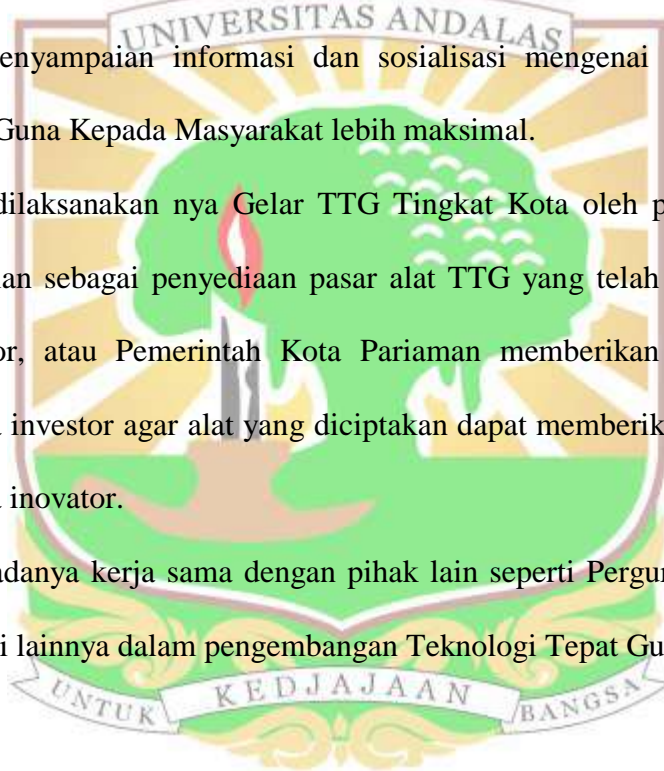 UNIVERSITAS ANDALAS
enyampaian informasi dan sosialisasi mengenai
Guna Kepada Masyarakat lebih maksimal.
dilaksanakan nya Gelar TTG Tingkat Kota oleh p
an sebagai penyediaan pasar alat TTG yang telah
or, atau Pemerintah Kota Pariaman memberikan
investor agar alat yang diciptakan dapat memberik
inovator.
adanya kerja sama dengan pihak lain seperti Pergur
i lainnya dalam pengembangan Teknologi Tepat Gu
UNTUK KEDJAJAAN BANGSA